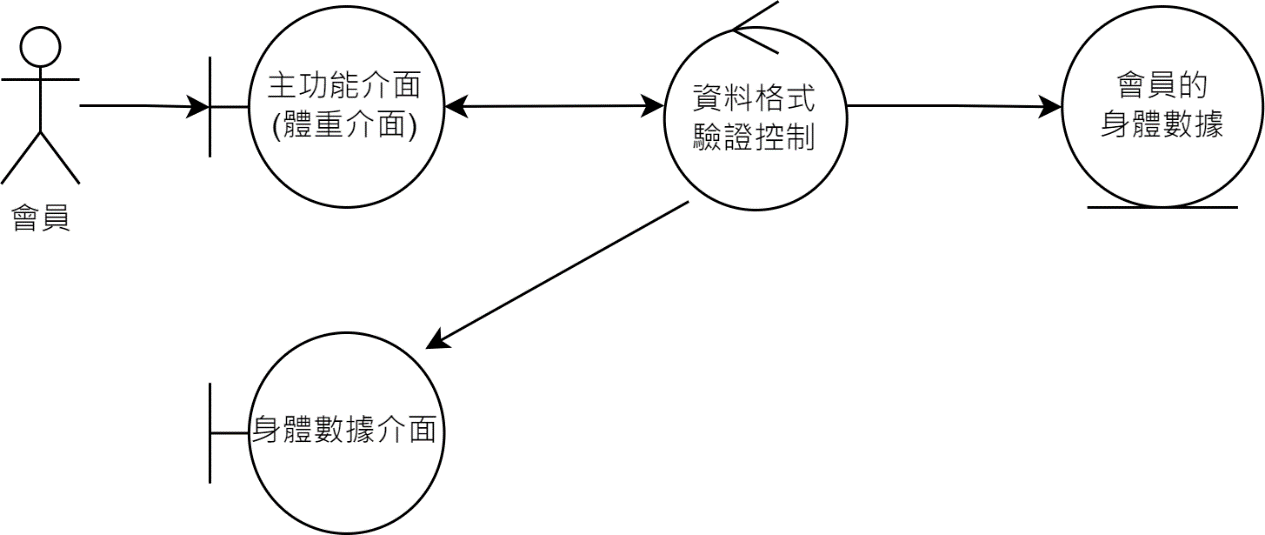 會員
主功能介面
(體重介面)
資料格式
驗證控制
會員的
身體數據
身體數據介面